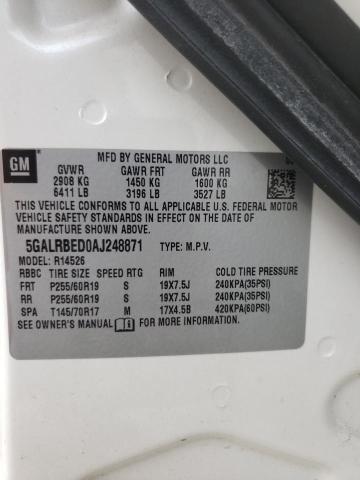 GM
MFD BY GENERAL MOTORS LLC
GVWR GAWR FRT GAWR RR
2908 KG 1450 KG 1600 KG
6411 LB 3196 LB 3527 LB
THIS VEHICLE CONFORMS TO ALL APPLICABLE U.S. FEDERAL MOTOR
VEHICLE SAFETY STANDARDS IN EFFECT ON THE DATE OF
MANUFACTURE SHOWN ABOVE.
5GALRBED0AJ248871 TYPE: M.P.V.
MODEL: R14526
RBBC TIRE SIZE SPEED RTG RIM COLD TIRE PRESSURE
FRT P255/60R19 S 19X7.5J 240KPA(35PSI)
RR P255/60R19 S 19X7.5J 240KPA(35PSI)
SPA T145/70R17 M 17X4.5B 420KPA(60PSI)
SEE OWNER'S MANUAL FOR MORE INFORMATION.